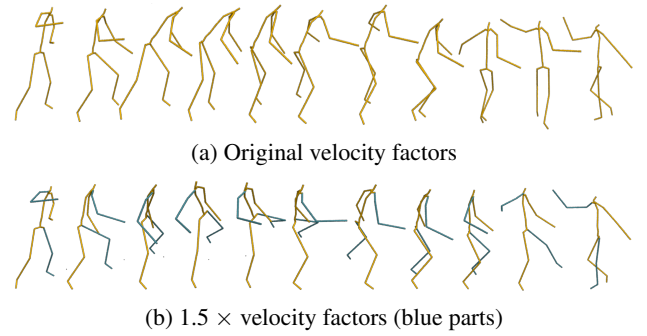 (a) Original velocity factors
(b) 1.5 × velocity factors (blue parts)